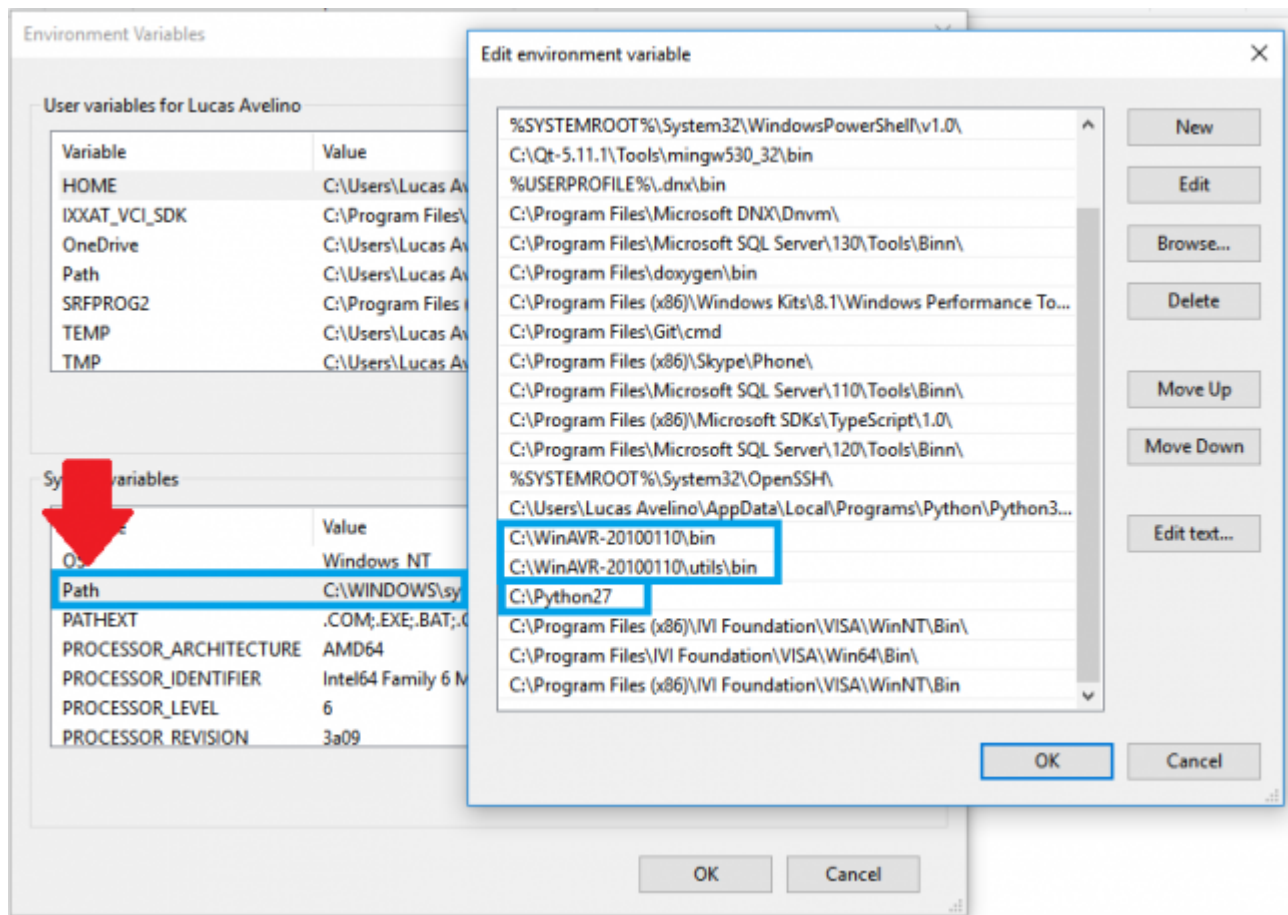 Environment Variables
User variables for Lucas Avelino
Variable Value
HOME C:\Users\Lucas Av
IXXAT_VCI_SDK C:\Program Files\
OneDrive C:\Users\Lucas Av
Path C:\Users\Lucas Av
SRFPROG2 C:\Program Files (
TEMP C:\Users\Lucas Av
TMP C:\Users\Lucas Av
System variables
Value
OS Windows_NT
Path C:\WINDOWS\sy
PATHEXT .COM;.EXE;.BAT;.C
PROCESSOR_ARCHITECTURE AMD64
PROCESSOR_IDENTIFIER Intel64 Family 6 M
PROCESSOR_LEVEL 6
PROCESSOR_REVISION 3a09
OK Cancel
Edit environment variable
%SYSTEMROOT%\System32\WindowsPowerShell\v1.0\
C:\Qt-5.11.1\Tools\mingw530_32\bin
%USERPROFILE%\.dnx\bin
C:\Program Files\Microsoft DNX\Dnvm\
C:\Program Files\Microsoft SQL Server\130\Tools\Binn\
C:\Program Files\doxygen\bin
C:\Program Files (x86)\Windows Kits\8.1\Windows Performance To...
C:\Program Files\Git\cmd
C:\Program Files (x86)\Skype\Phone\
C:\Program Files\Microsoft SQL Server\110\Tools\Binn\
C:\Program Files (x86)\Microsoft SDKs\TypeScript\1.0\
C:\Program Files\Microsoft SQL Server\120\Tools\Binn\
%SYSTEMROOT%\System32\OpenSSH\
C:\Users\Lucas Avelino\AppData\Local\Programs\Python\Python3...
C:\WinAVR-20100110\bin
C:\WinAVR-20100110\utils\bin
C:\Python27
C:\Program Files (x86)\IVI Foundation\VISA\WinNT\Bin\
C:\Program Files\IVI Foundation\VISA\Win64\Bin\
C:\Program Files (x86)\IVI Foundation\VISA\WinNT\Bin
New
Edit
Browse...
Delete
Move Up
Move Down
Edit text...
OK Cancel